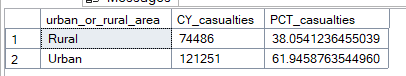 Messages
urban_or_rural_area CY_casualties PCT_casualties
1 Rural 74486 38.0541236455039
2 Urban 121251 61.9458763544960